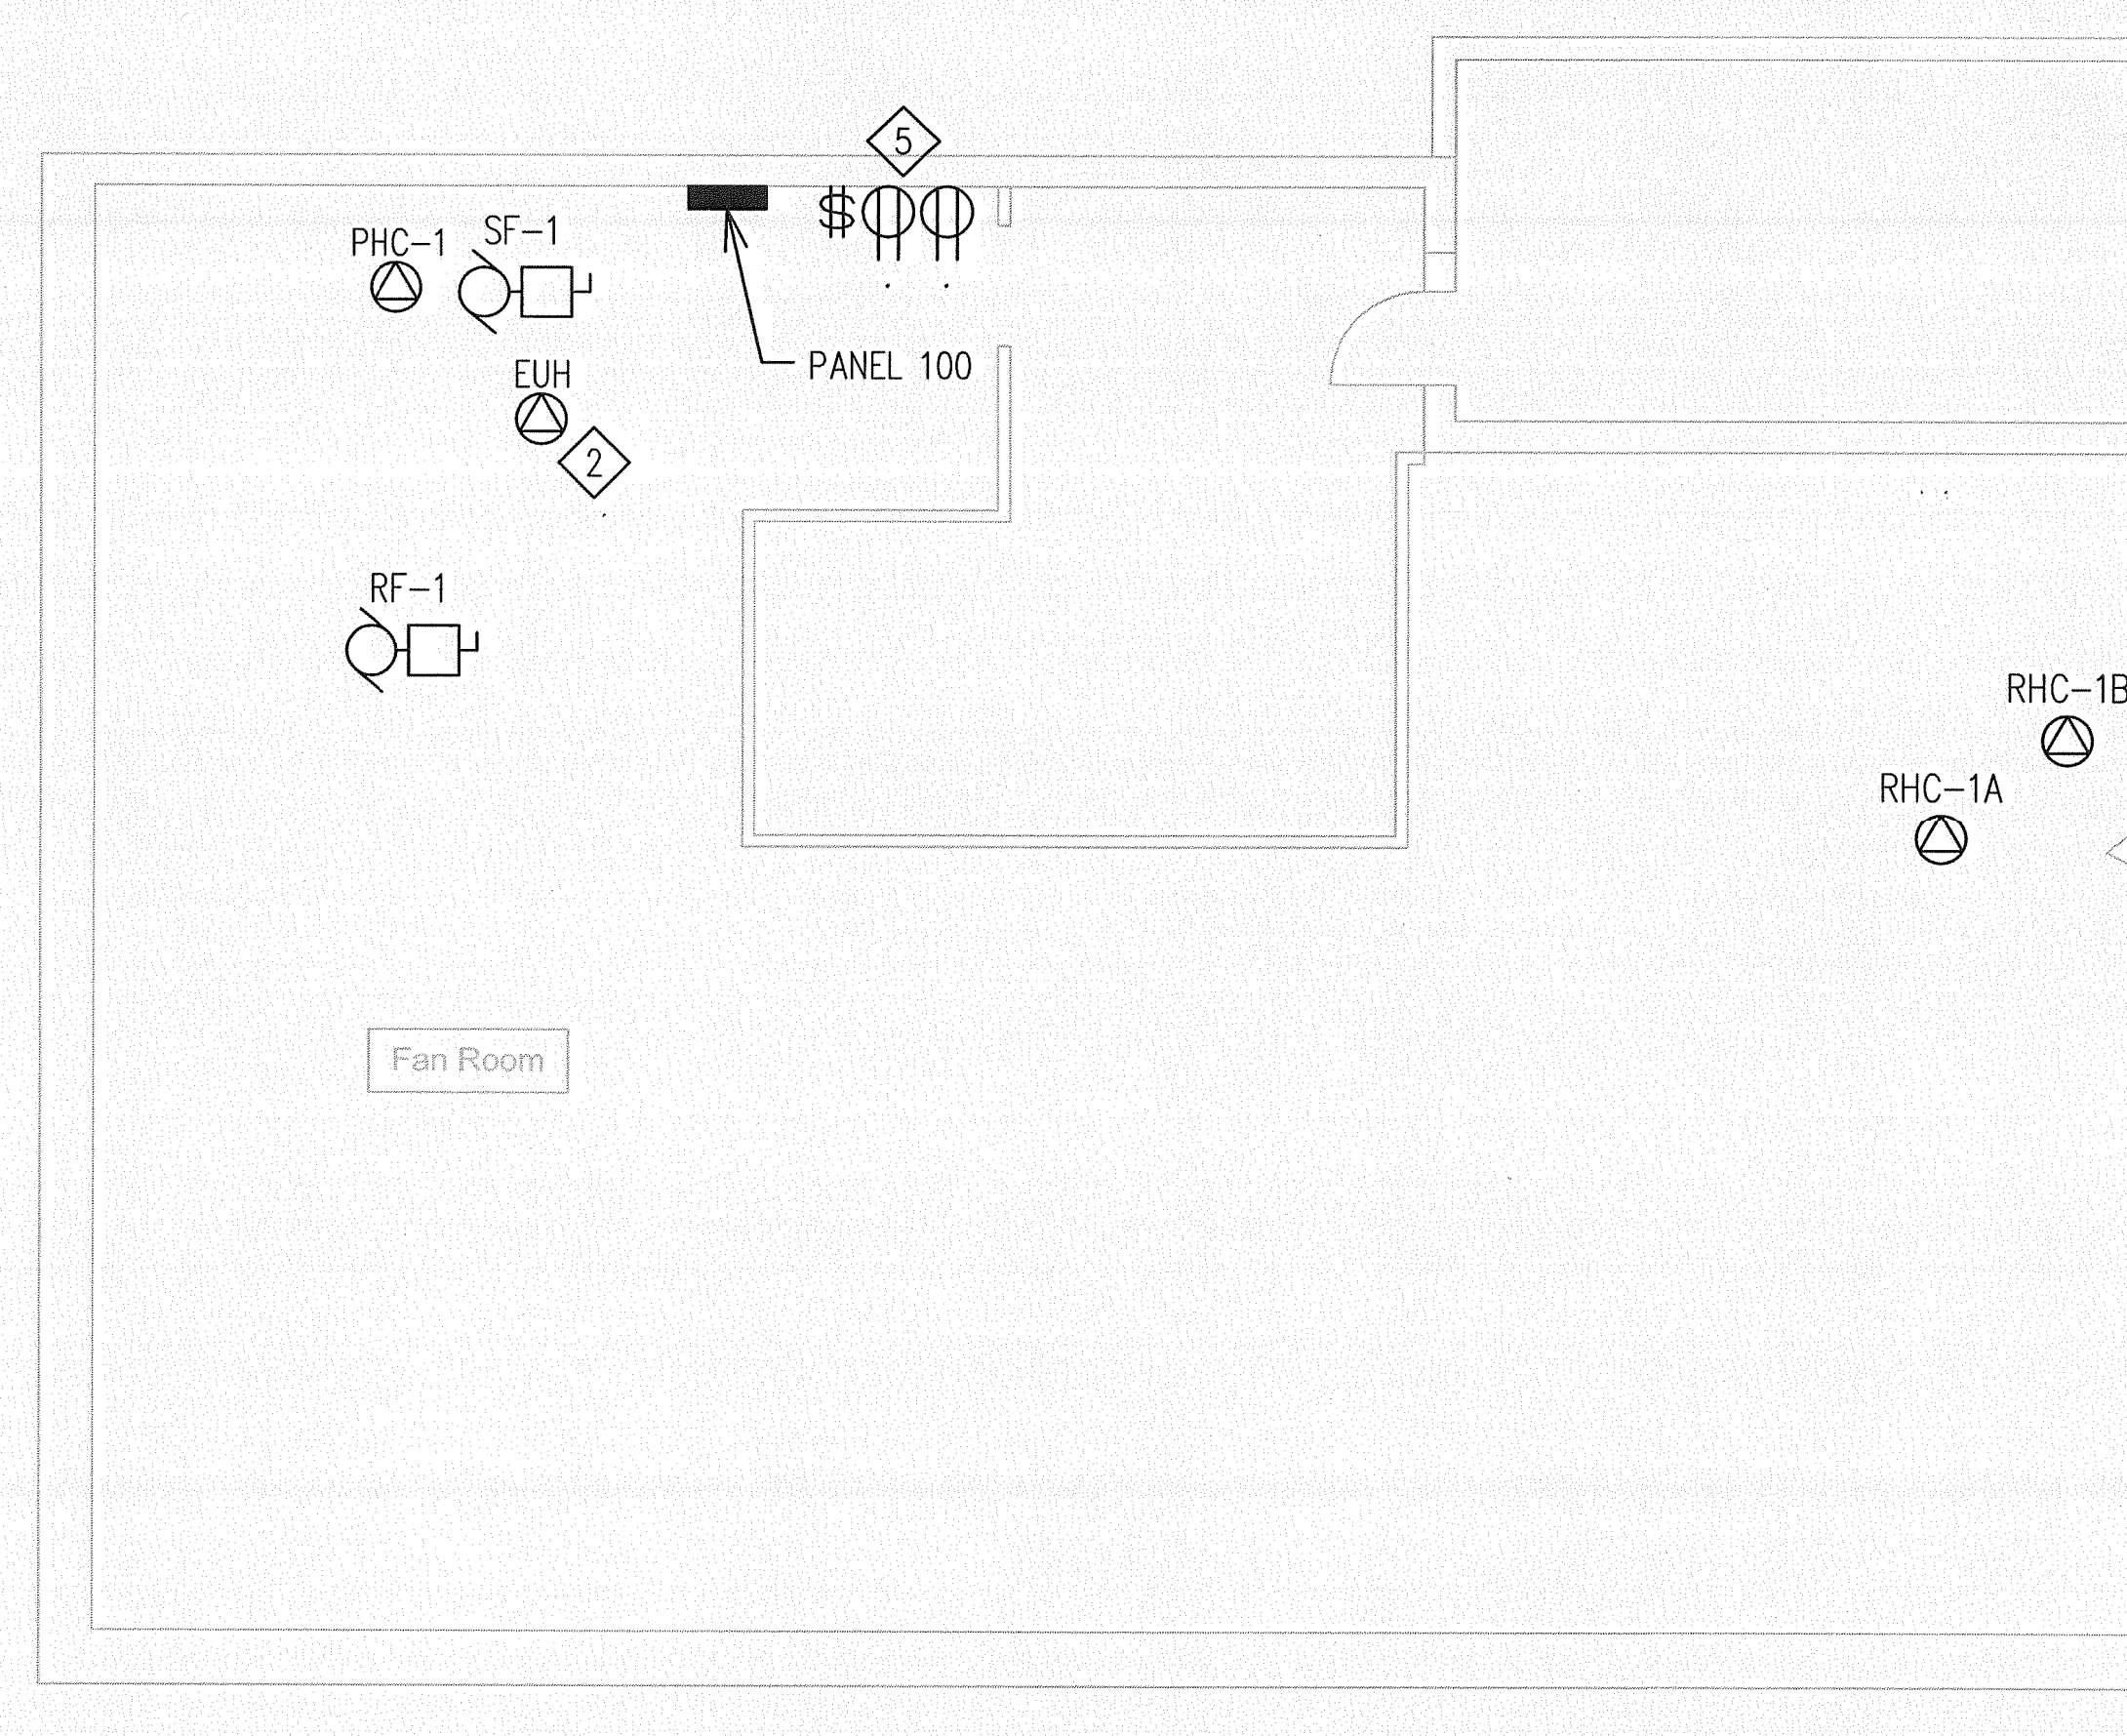 5
$
SF-1
PHC-1
PANEL 100
EUH
2
RF-1
RHC-1B
RHC-1A
Fan Room